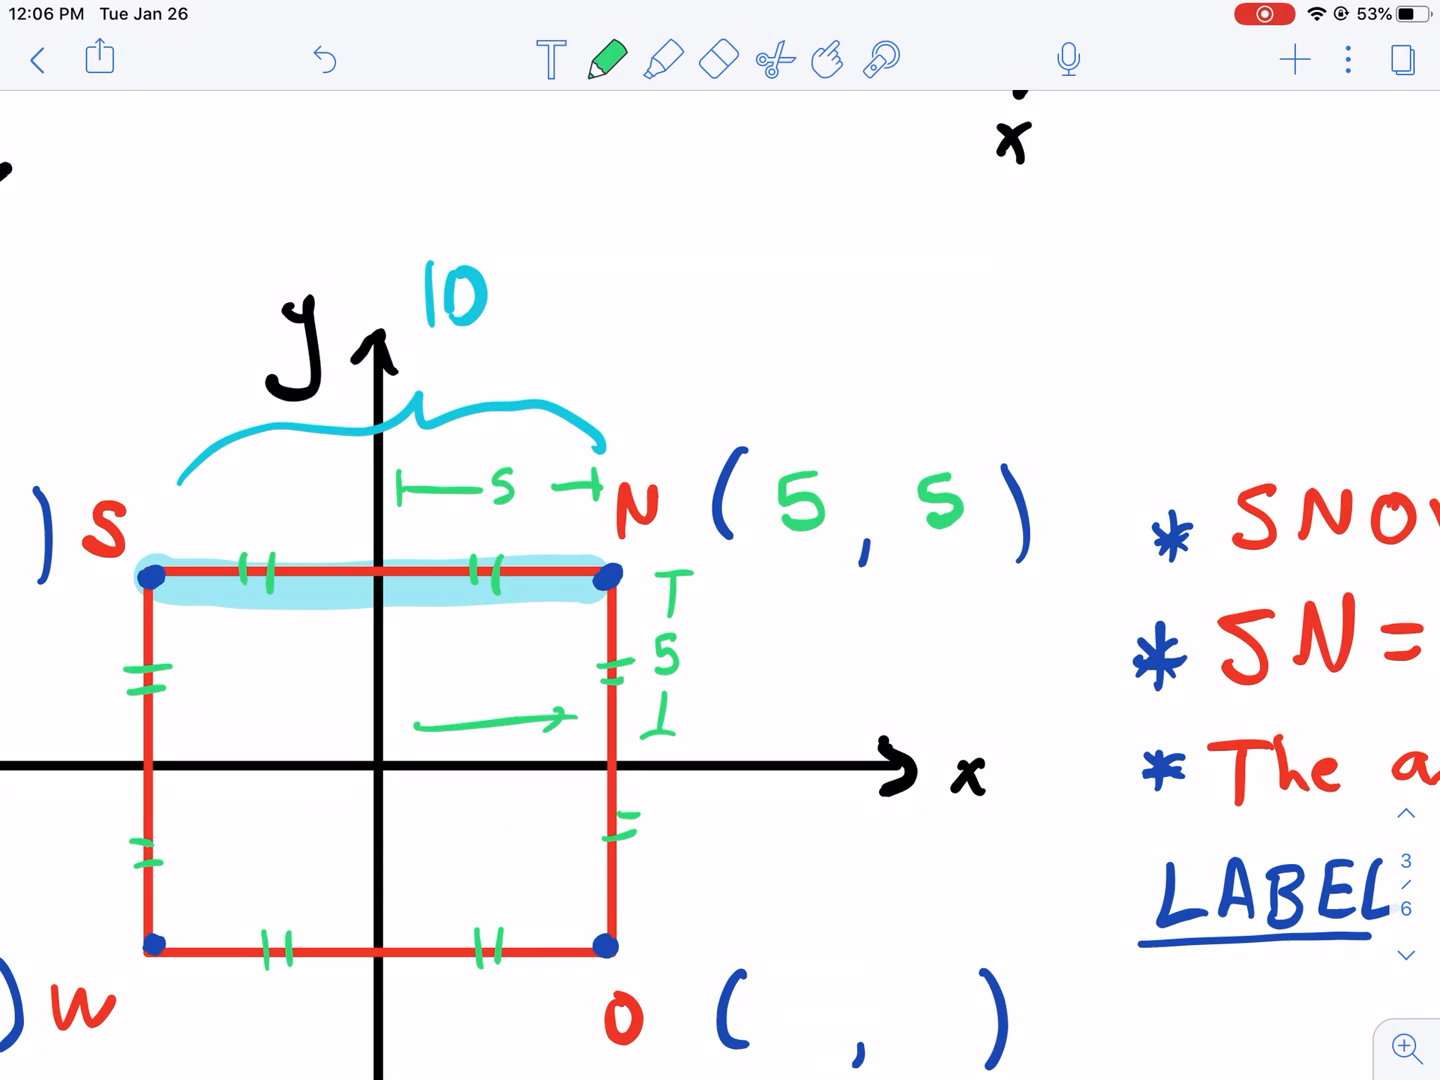 12:06 PM Tue Jan 26
53%
T
x
10
y
5
) S
N ( 5 , 5 )
T
5
⊥
x
W
)
O ( , )
* SNO
* SN =
* The a
LABEL
3
/
6